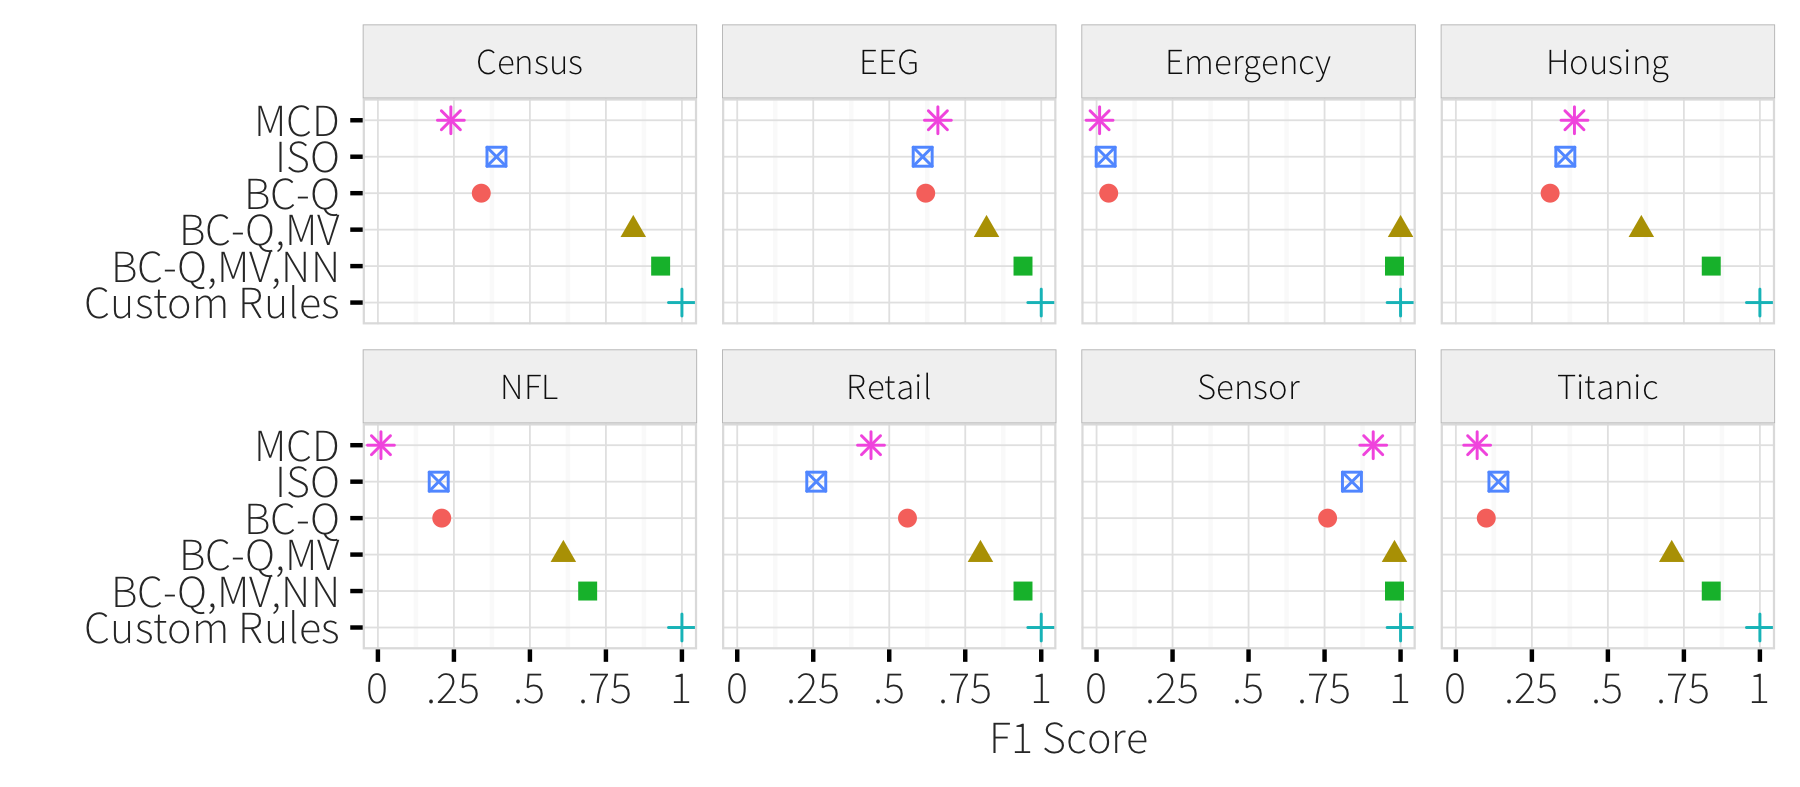 Census EEG Emergency Housing
MCD
ISO
BC-Q
BC-Q,MV
BC-Q,MV,NN
Custom Rules
NFL Retail Sensor Titanic
MCD
ISO
BC-Q
BC-Q,MV
BC-Q,MV,NN
Custom Rules
0 .25 .5 .75 1 0 .25 .5 .75 1 0 .25 .5 .75 1 0 .25 .5 .75 1
F1 Score